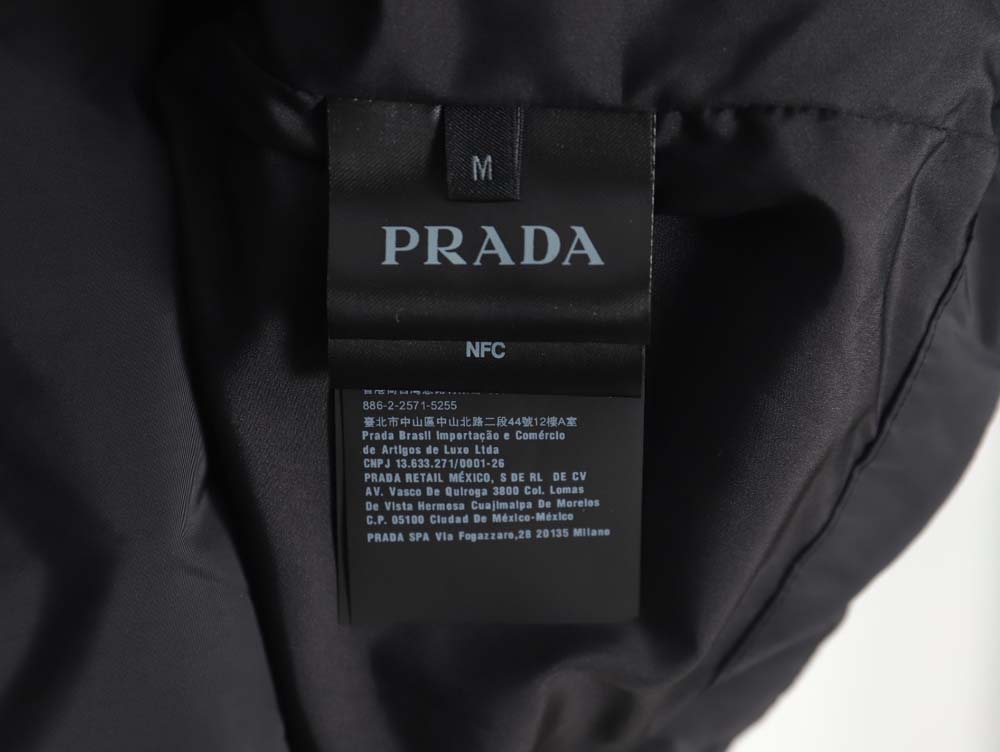 M
PRADA
NFC
886-2-2571-5255
臺北市中山區中山北路二段44號12樓A室
Prada Brasil Importação e Comércio
de Artigos de Luxo Ltda
CNPJ 13.633.271/0001-26
PRADA RETAIL MÉXICO, S DE RL DE CV
AV. Vasco De Quiroga 3800 Col. Lomas
De Vista Hermosa Cuajimalpa De Morelos
C.P. 05100 Ciudad De México-México
PRADA SPA Via Fogazzaro,28 20135 Milano